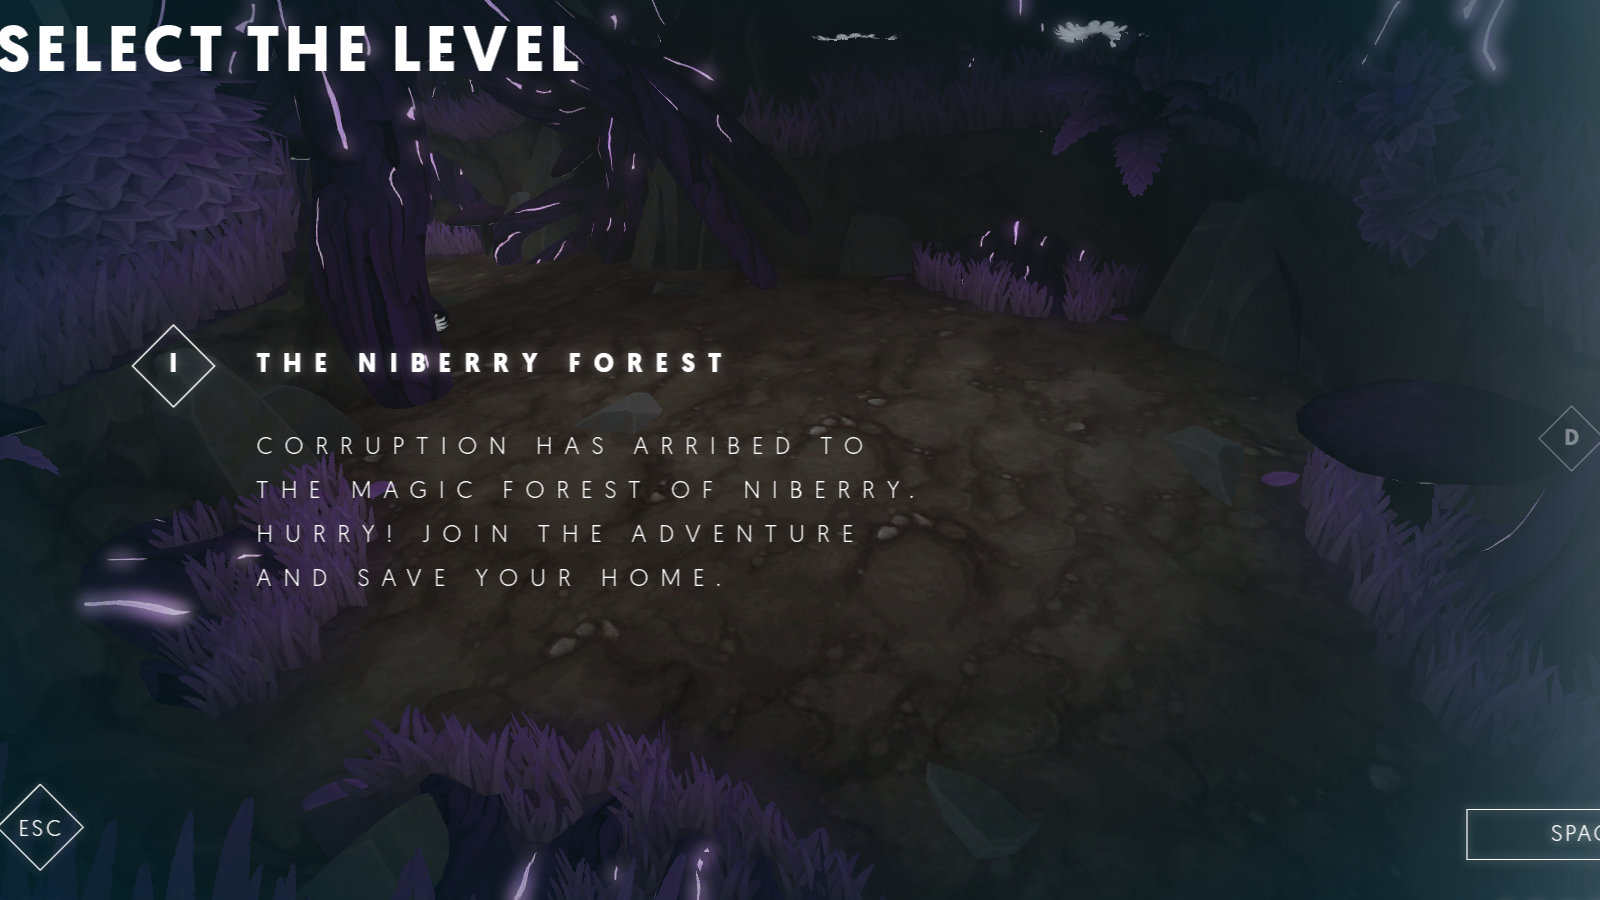 SELECT THE LEVEL
I
THE NIBERRY FOREST
CORRUPTION HAS ARRIBED TO
THE MAGIC FOREST OF NIBERRY.
HURRY! JOIN THE ADVENTURE
AND SAVE YOUR HOME.
D
ESC